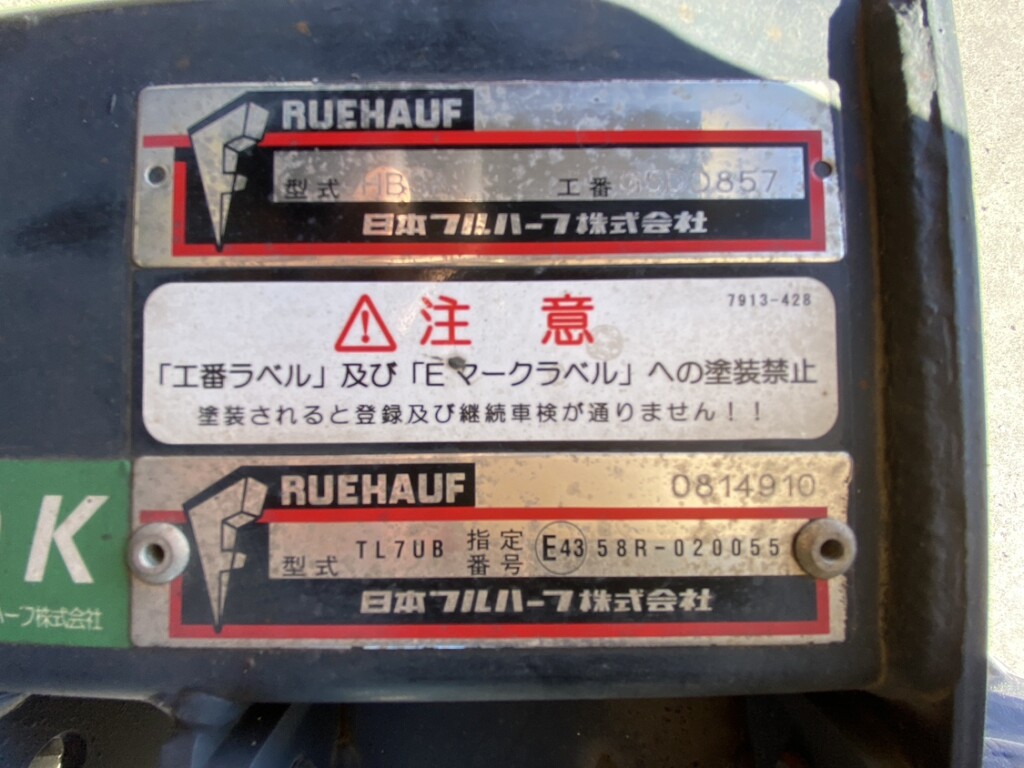 FRUEHAUF
型式 HB 工番 0857
日本フルハーフ株式会社
注意 7913-428
「工番ラベル」及び「Eマークラベル」への塗装禁止
塗装されると登録及び継続車検が通りません!!
FRUEHAUF 0814910
型式 TL7UB 指定番号 E43 58R-020055
日本フルハーフ株式会社
K
ハーフ株式会社